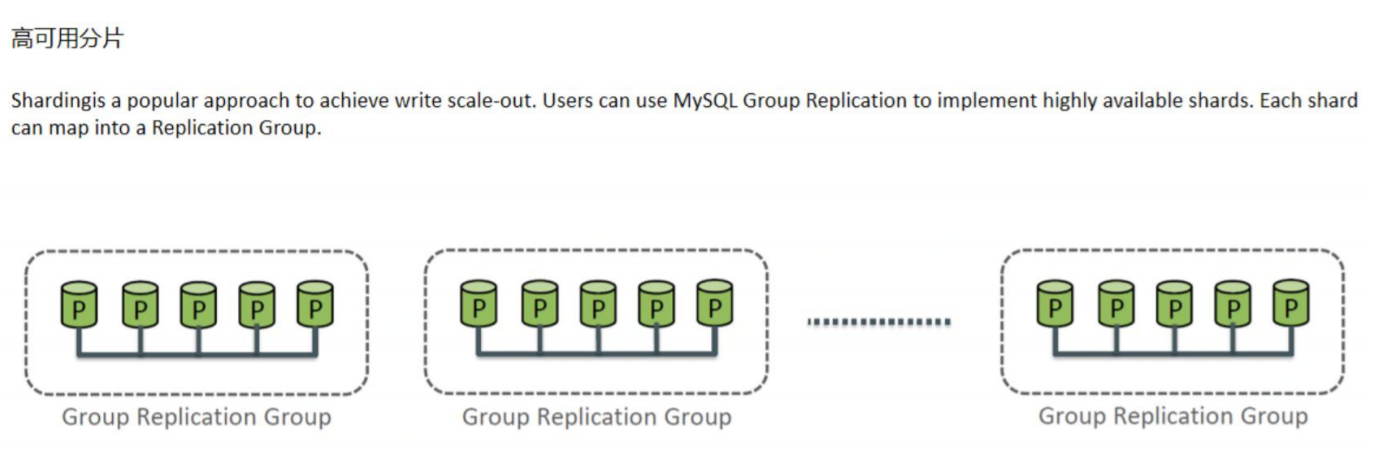 高可用分片
Shardingis a popular approach to achieve write scale-out. Users can use MySQL Group Replication to implement highly available shards. Each shard
can map into a Replication Group.
P P P P P P P P P P P P P P P
Group Replication Group Group Replication Group Group Replication Group